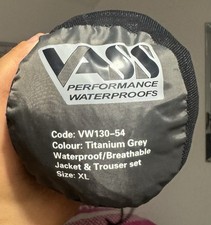 VASS
PERFORMANCE
WATERPROOFS
Code: VW130-54
Colour: Titanium Grey
Waterproof/Breathable
Jacket & Trouser set
Size: XL